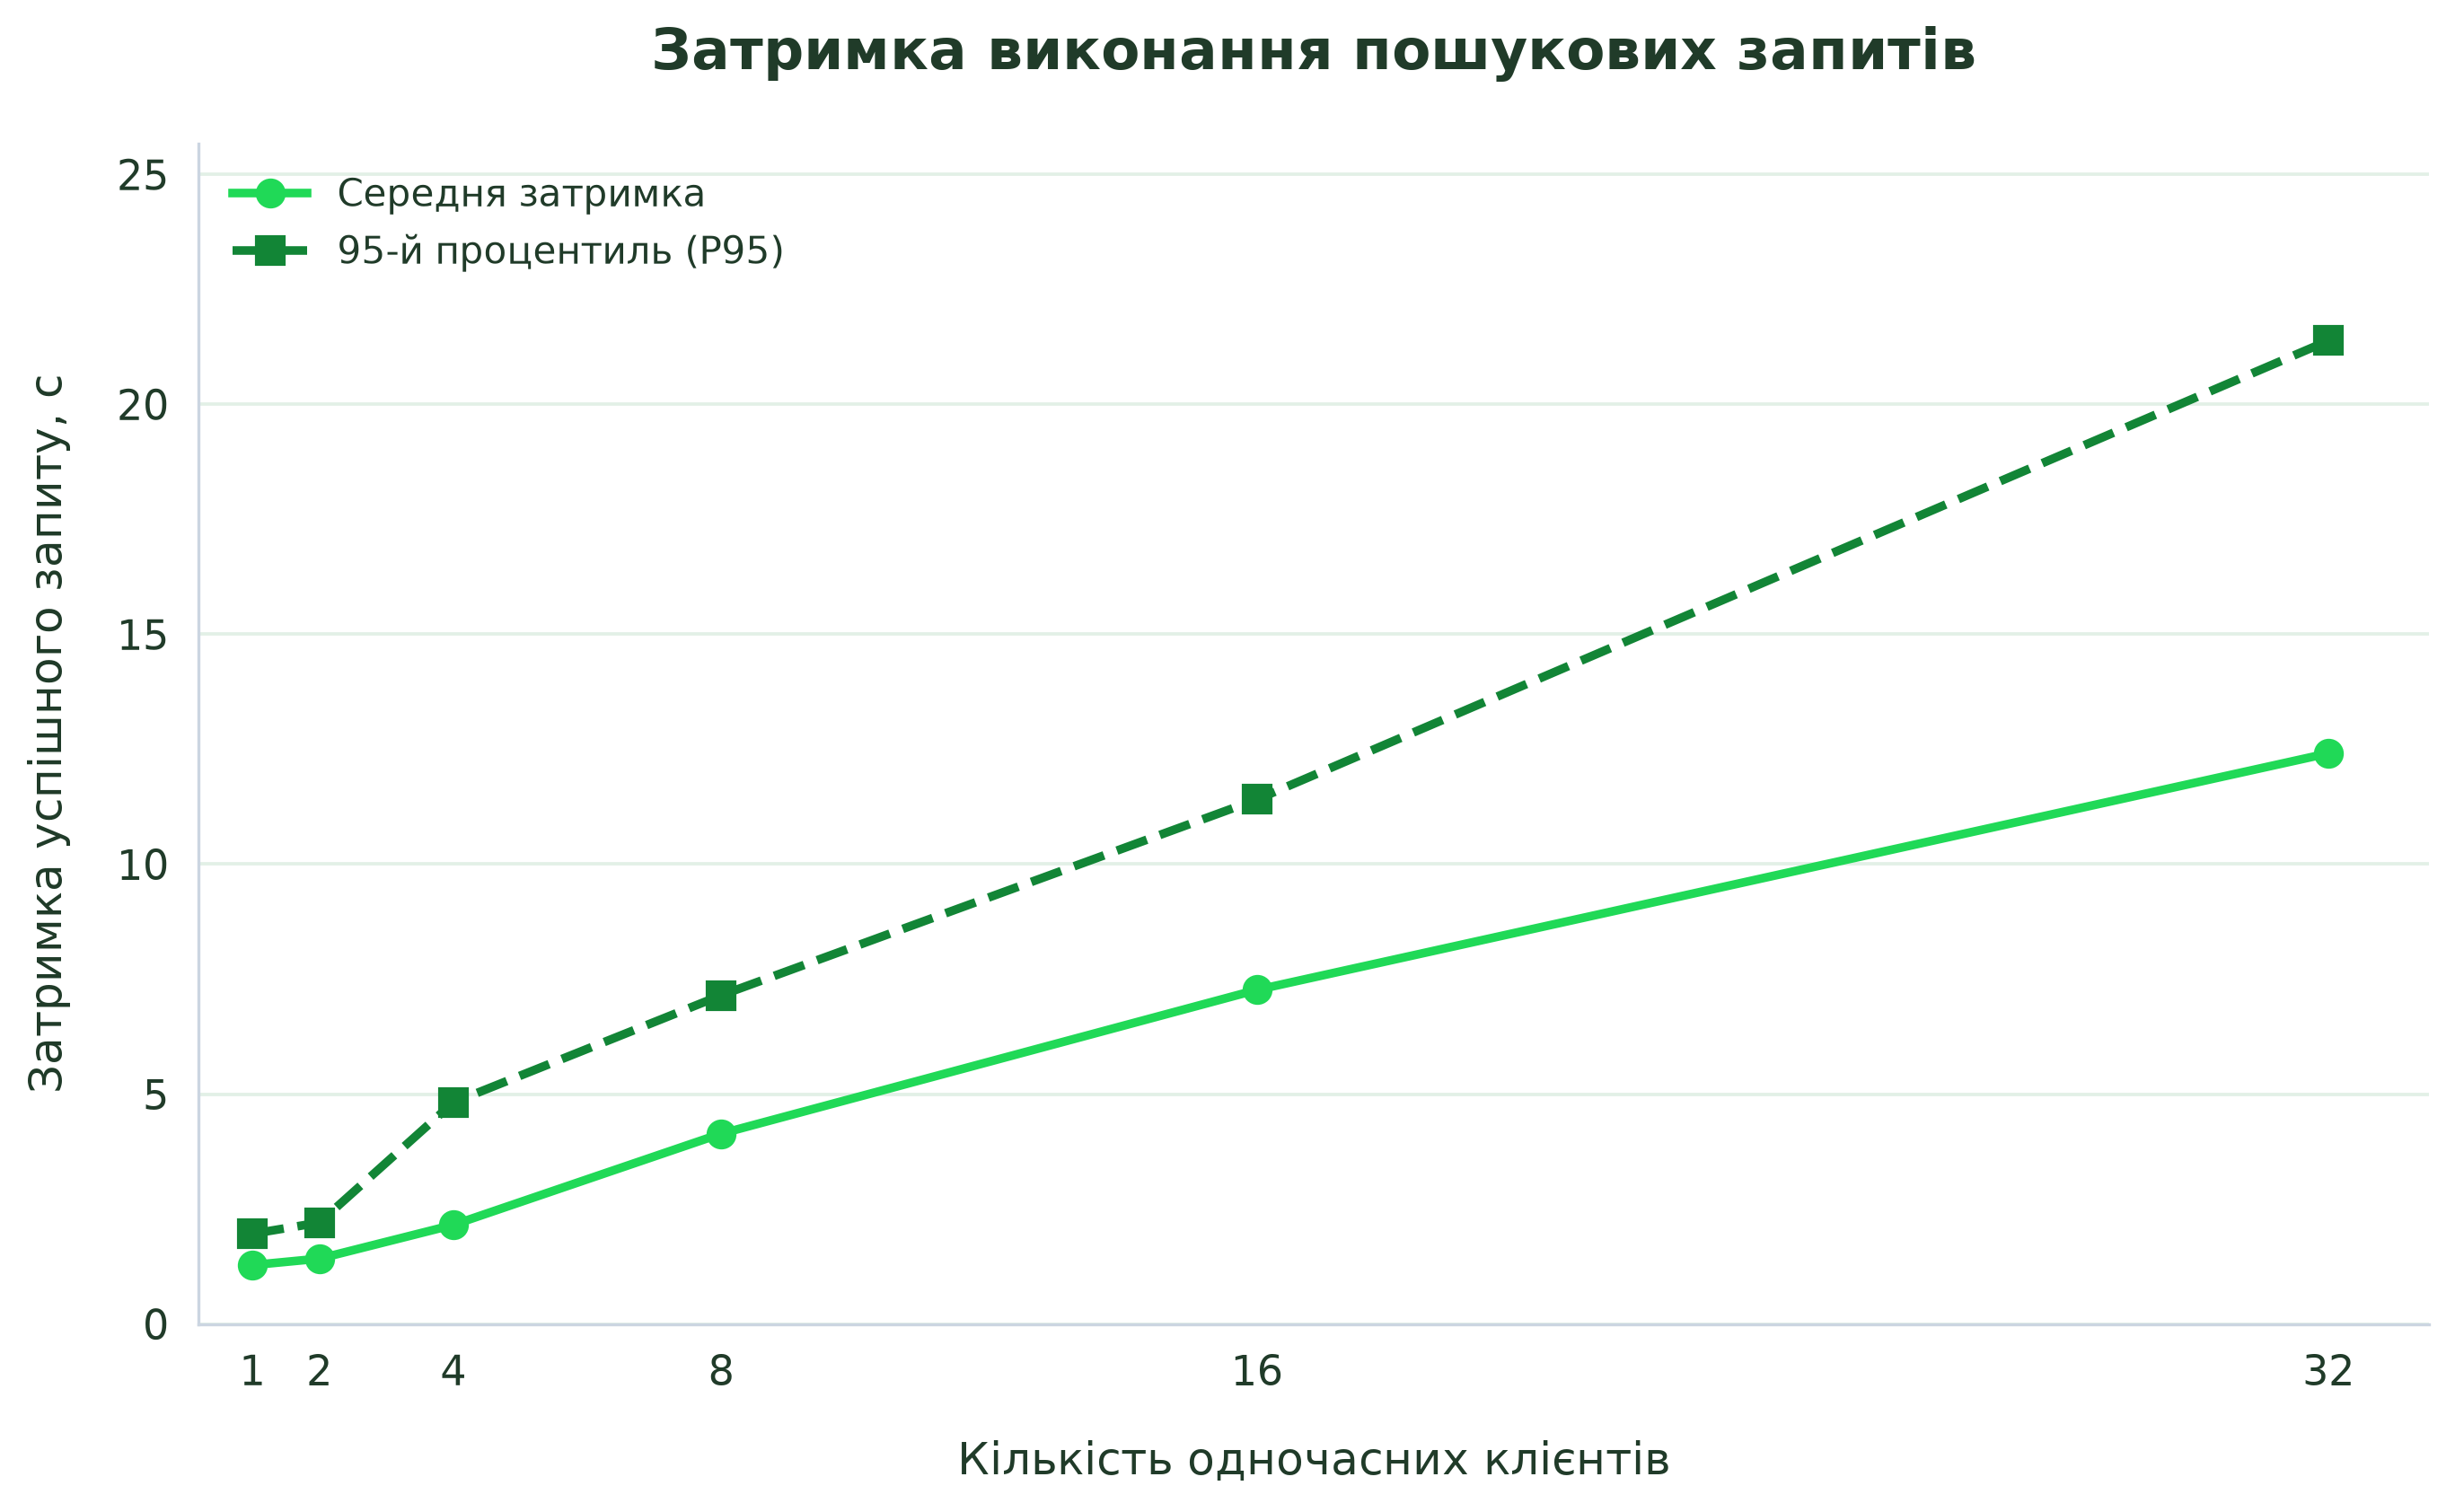 Затримка виконання пошукових запитів
Середня затримка
95-й процентиль (P95)
Затримка успішного запиту, с
25
20
15
10
5
0
1 2 4 8 16 32
Кількість одночасних клієнтів